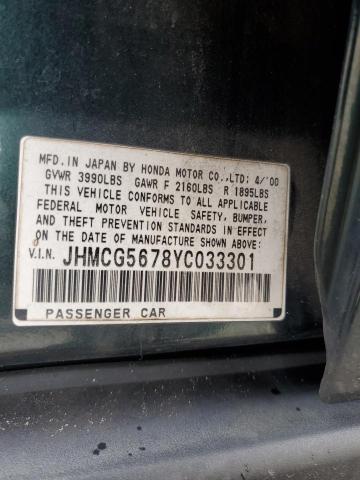 MFD.IN JAPAN BY HONDA MOTOR CO.,LTD; 4/'00
GVWR 3990LBS GAWR F 2160LBS R 1895LBS
THIS VEHICLE CONFORMS TO ALL APPLICABLE
FEDERAL MOTOR VEHICLE SAFETY, BUMPER,
AND THEFT PREVENTION STANDARDS IN EFFECT
ON THE DATE OF MANUFACTURE SHOWN ABOVE.
V.I.N. JHMCG5678YC033301
PASSENGER CAR